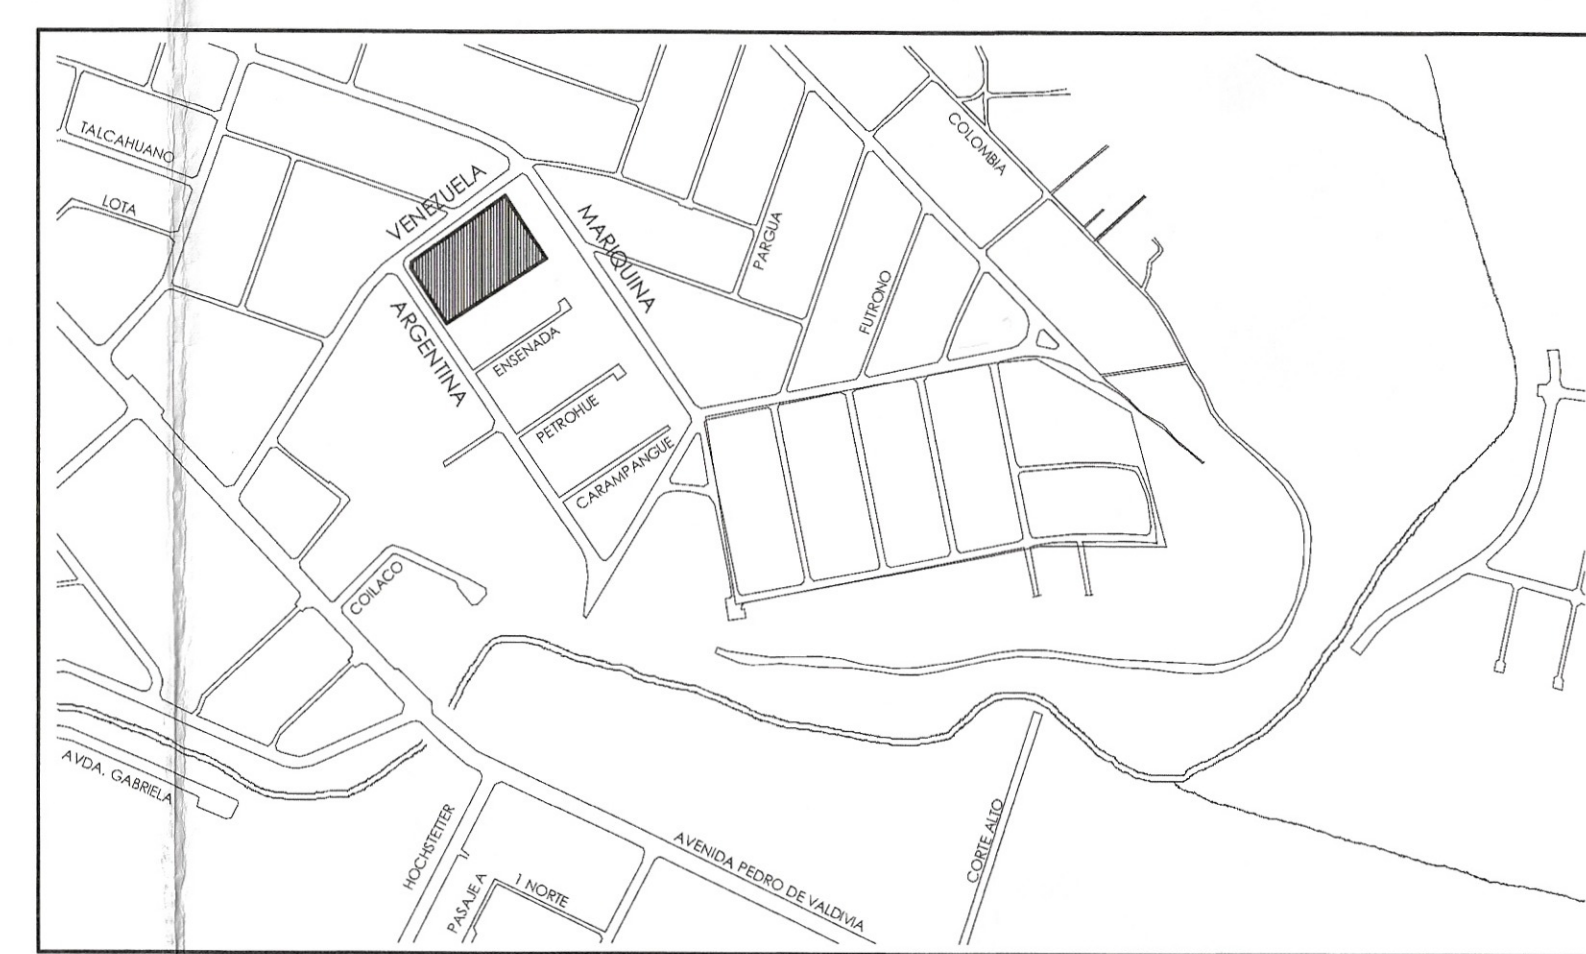 TALCAHUANO
LOTA
VENEZUELA
MARIQUINA
ARGENTINA
COLOMBIA
PARGUA
FUTRONO
ENSENADA
PETROHUE
CARAMPANGUE
COILACO
AVDA. GABRIELA
HOCHSTETTER
PASAJE A
1 NORTE
AVENIDA PEDRO DE VALDIVIA
CORTE ALTO